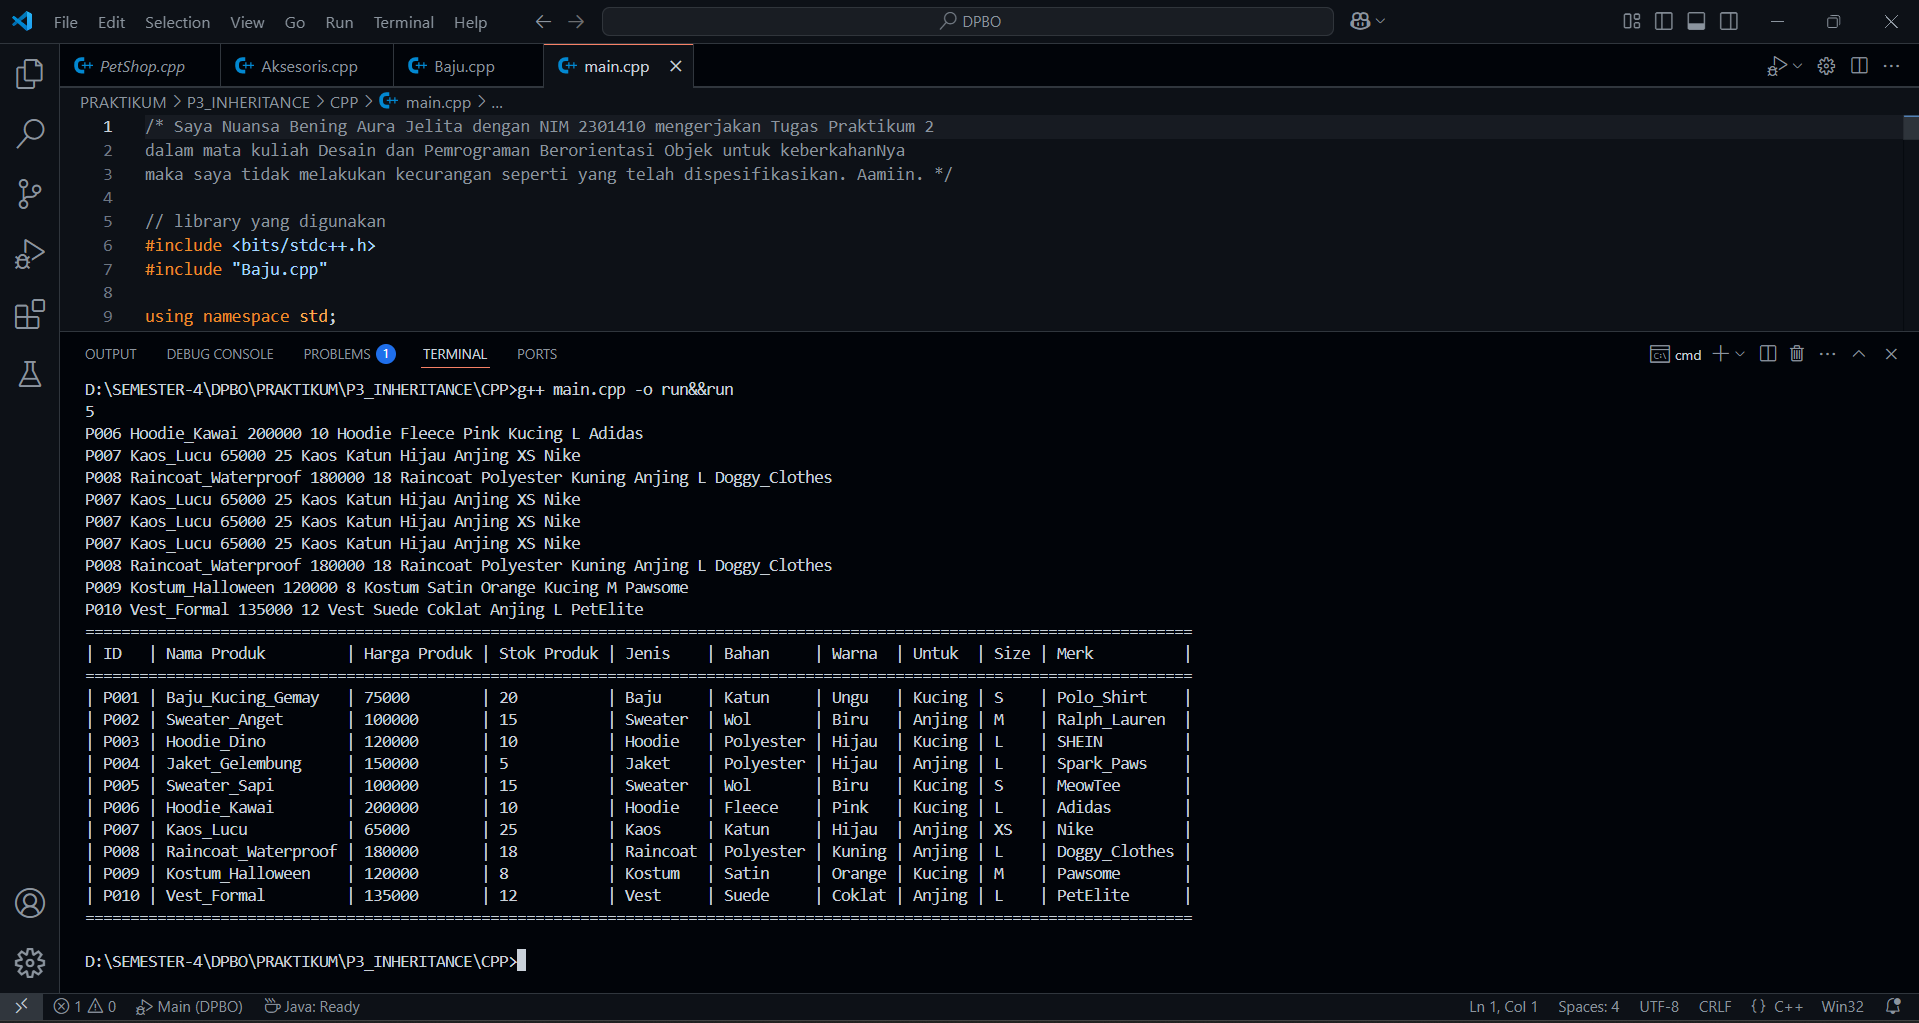 File Edit Selection View Go Run Terminal Help DPBO
PetShop.cpp Aksesoris.cpp Baju.cpp main.cpp
PRAKTIKUM > P3_INHERITANCE > CPP > main.cpp > ...
1 /* Saya Nuansa Bening Aura Jelita dengan NIM 2301410 mengerjakan Tugas Praktikum 2
2 dalam mata kuliah Desain dan Pemrograman Berorientasi Objek untuk keberkahanNya
3 maka saya tidak melakukan kecurangan seperti yang telah dispesifikasikan. Aamiin. */
4
5 // library yang digunakan
6 #include <bits/stdc++.h>
7 #include "Baju.cpp"
8
9 using namespace std;
OUTPUT DEBUG CONSOLE PROBLEMS 1 TERMINAL PORTS cmd
D:\SEMESTER-4\DPBO\PRAKTIKUM\P3_INHERITANCE\CPP>g++ main.cpp -o run&&run
5
P006 Hoodie_Kawai 200000 10 Hoodie Fleece Pink Kucing L Adidas
P007 Kaos_Lucu 65000 25 Kaos Katun Hijau Anjing XS Nike
P008 Raincoat_Waterproof 180000 18 Raincoat Polyester Kuning Anjing L Doggy_Clothes
P007 Kaos_Lucu 65000 25 Kaos Katun Hijau Anjing XS Nike
P007 Kaos_Lucu 65000 25 Kaos Katun Hijau Anjing XS Nike
P007 Kaos_Lucu 65000 25 Kaos Katun Hijau Anjing XS Nike
P008 Raincoat_Waterproof 180000 18 Raincoat Polyester Kuning Anjing L Doggy_Clothes
P009 Kostum_Halloween 120000 8 Kostum Satin Orange Kucing M Pawsome
P010 Vest_Formal 135000 12 Vest Suede Coklat Anjing L PetElite
===========================================================================================================================
| ID   | Nama Produk         | Harga Produk | Stok Produk | Jenis    | Bahan     | Warna  | Untuk  | Size | Merk          |
===========================================================================================================================
| P001 | Baju_Kucing_Gemay   | 75000        | 20          | Baju     | Katun     | Ungu   | Kucing | S    | Polo_Shirt    |
| P002 | Sweater_Anget       | 100000       | 15          | Sweater  | Wol       | Biru   | Anjing | M    | Ralph_Lauren  |
| P003 | Hoodie_Dino         | 120000       | 10          | Hoodie   | Polyester | Hijau  | Kucing | L    | SHEIN         |
| P004 | Jaket_Gelembung     | 150000       | 5           | Jaket    | Polyester | Hijau  | Anjing | L    | Spark_Paws    |
| P005 | Sweater_Sapi        | 100000       | 15          | Sweater  | Wol       | Biru   | Kucing | S    | MeowTee       |
| P006 | Hoodie_Kawai        | 200000       | 10          | Hoodie   | Fleece    | Pink   | Kucing | L    | Adidas        |
| P007 | Kaos_Lucu           | 65000        | 25          | Kaos     | Katun     | Hijau  | Anjing | XS   | Nike          |
| P008 | Raincoat_Waterproof | 180000       | 18          | Raincoat | Polyester | Kuning | Anjing | L    | Doggy_Clothes |
| P009 | Kostum_Halloween    | 120000       | 8           | Kostum   | Satin     | Orange | Kucing | M    | Pawsome       |
| P010 | Vest_Formal         | 135000       | 12          | Vest     | Suede     | Coklat | Anjing | L    | PetElite      |
===========================================================================================================================
D:\SEMESTER-4\DPBO\PRAKTIKUM\P3_INHERITANCE\CPP>
1 0 Main (DPBO) Java: Ready Ln 1, Col 1 Spaces: 4 UTF-8 CRLF {} C++ Win32